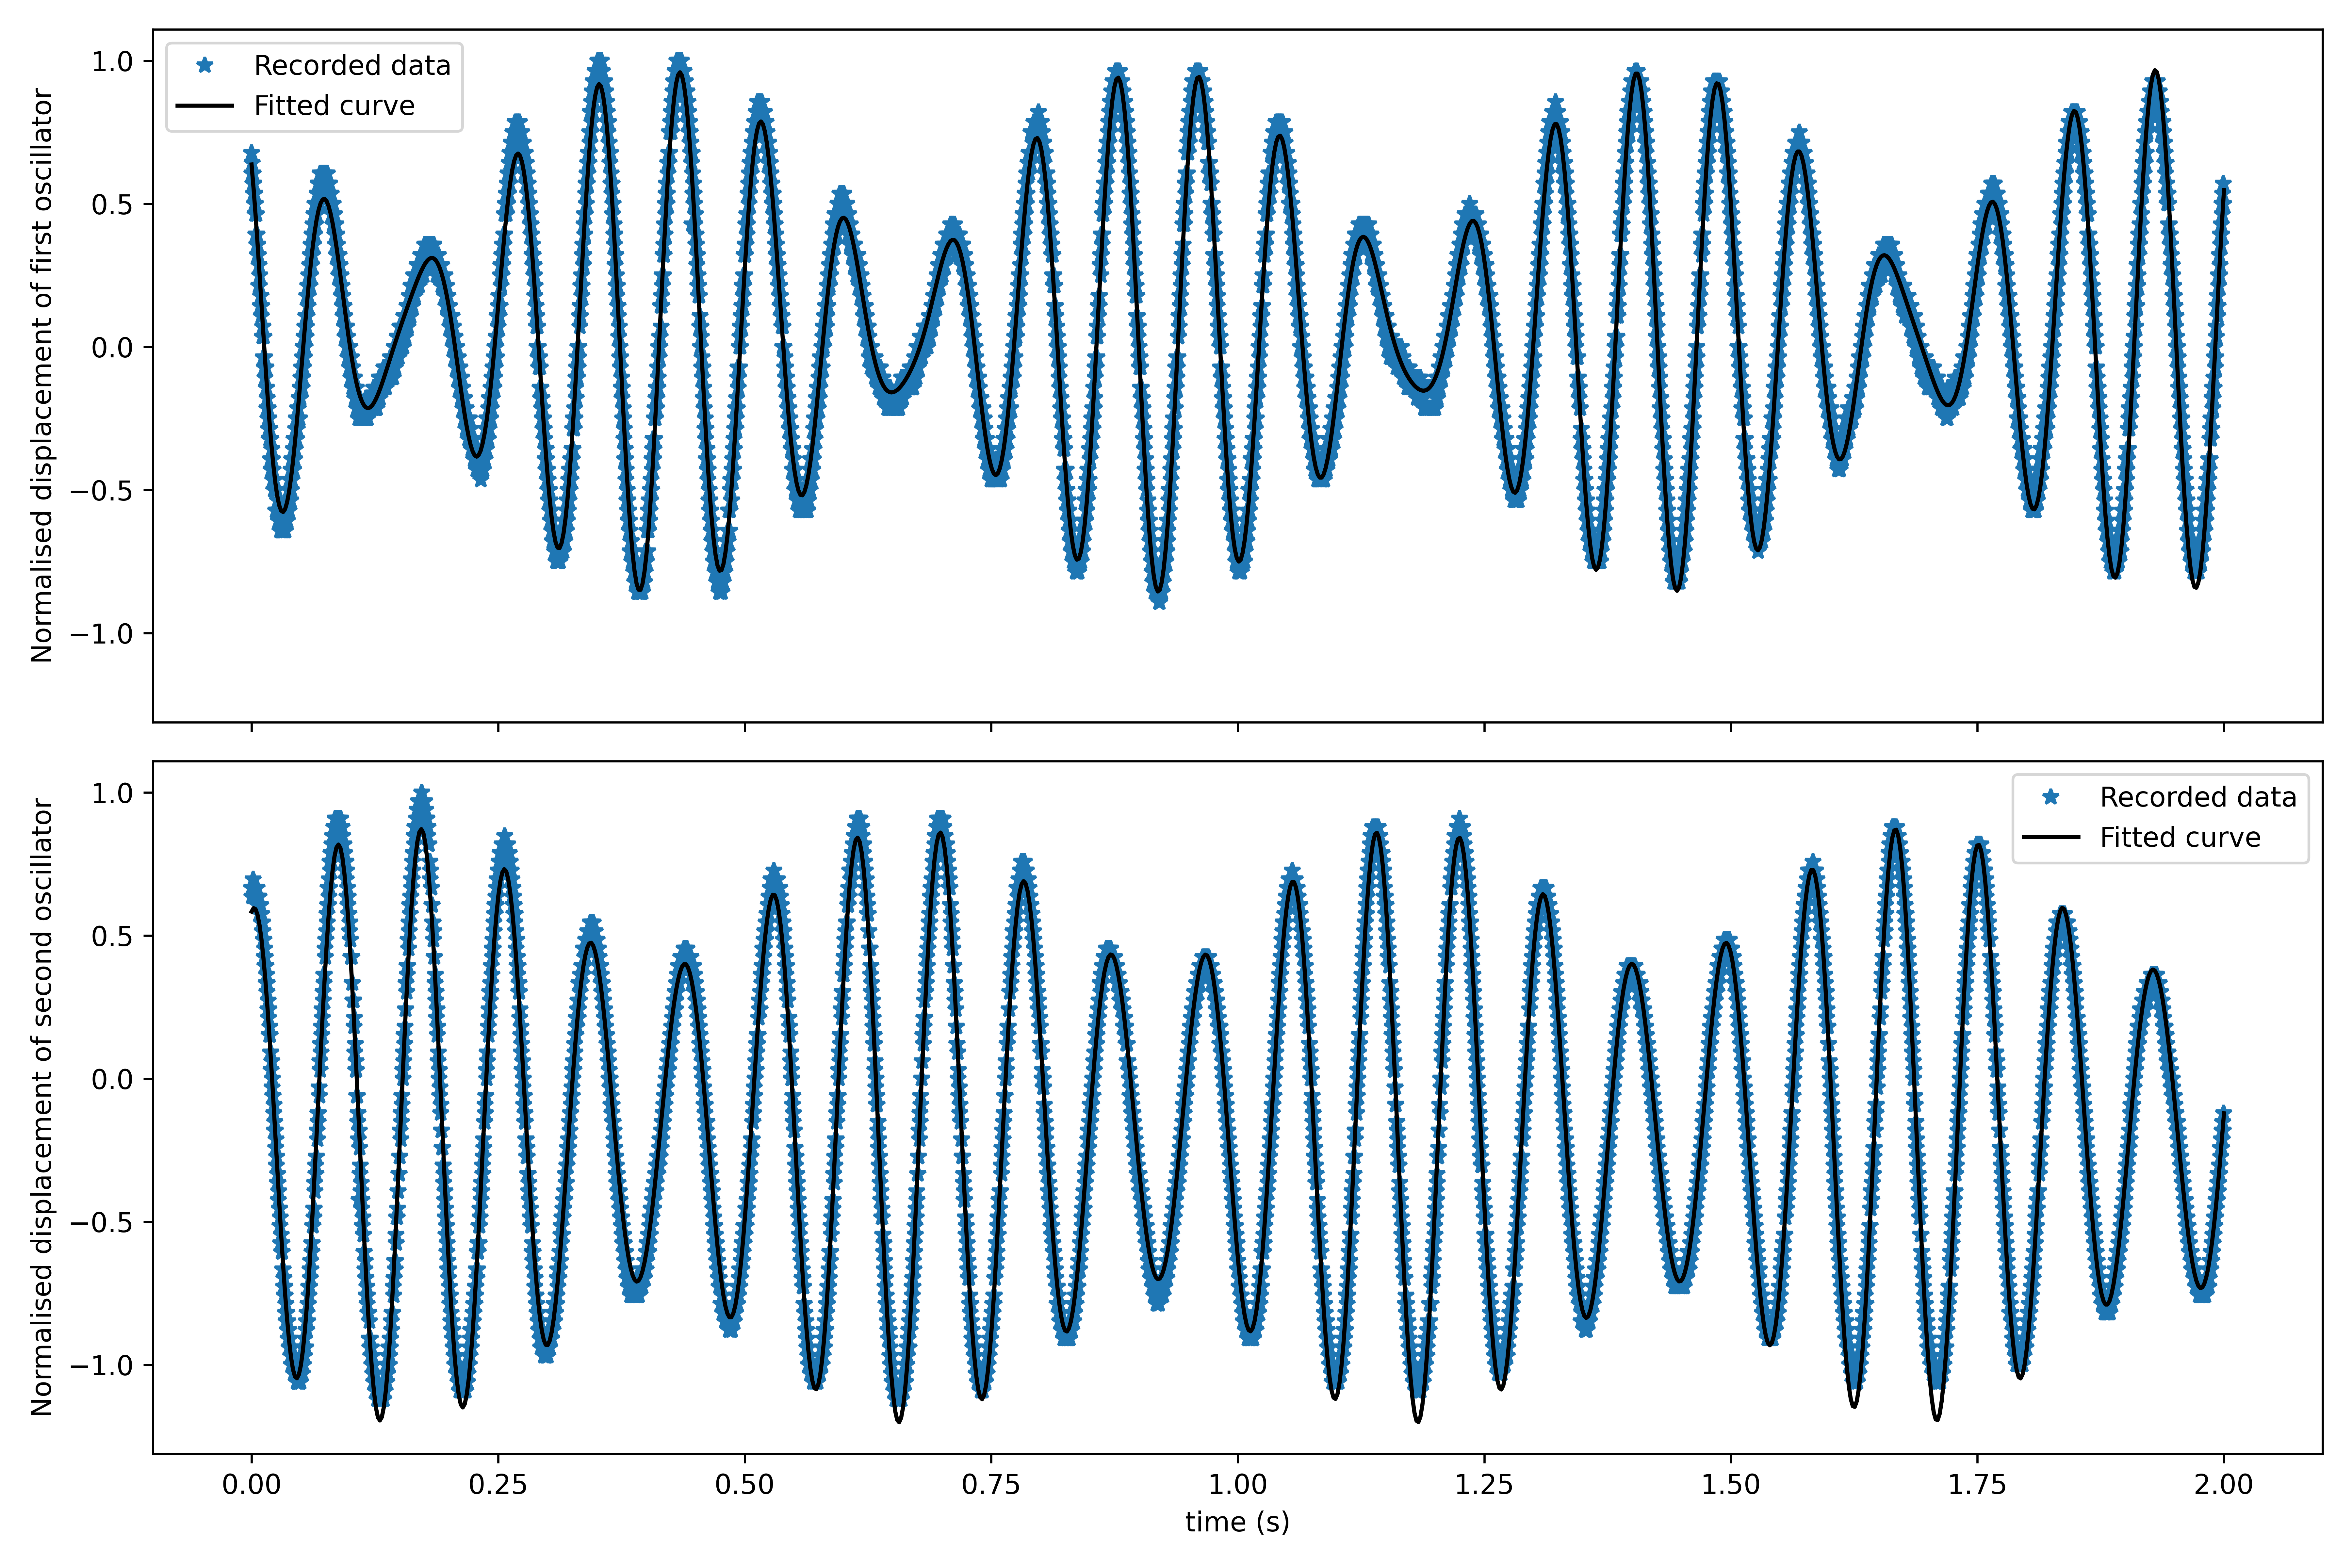 Normalised displacement of first oscillator
1.0
0.5
0.0
−0.5
−1.0
Recorded data
Fitted curve
Normalised displacement of second oscillator
1.0
0.5
0.0
−0.5
−1.0
Recorded data
Fitted curve
0.00 0.25 0.50 0.75 1.00 1.25 1.50 1.75 2.00
time (s)